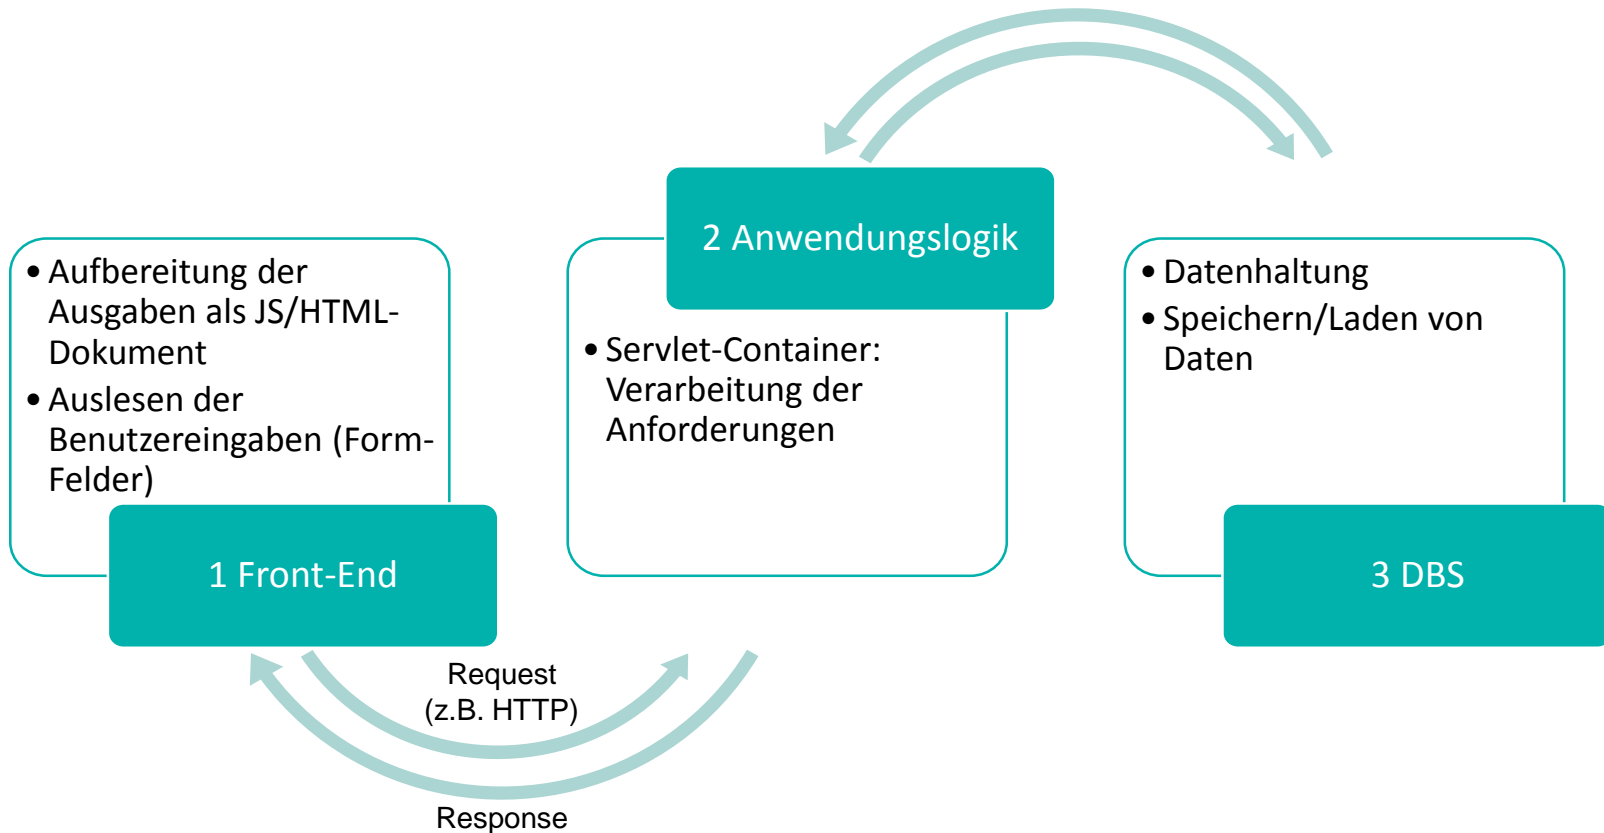 • Aufbereitung der
Ausgaben als JS/HTML-
Dokument
• Auslesen der
Benutzereingaben (Form-
Felder)
1 Front-End
Request
(z.B. HTTP)
Response
2 Anwendungslogik
• Servlet-Container:
Verarbeitung der
Anforderungen
• Datenhaltung
• Speichern/Laden von
Daten
3 DBS